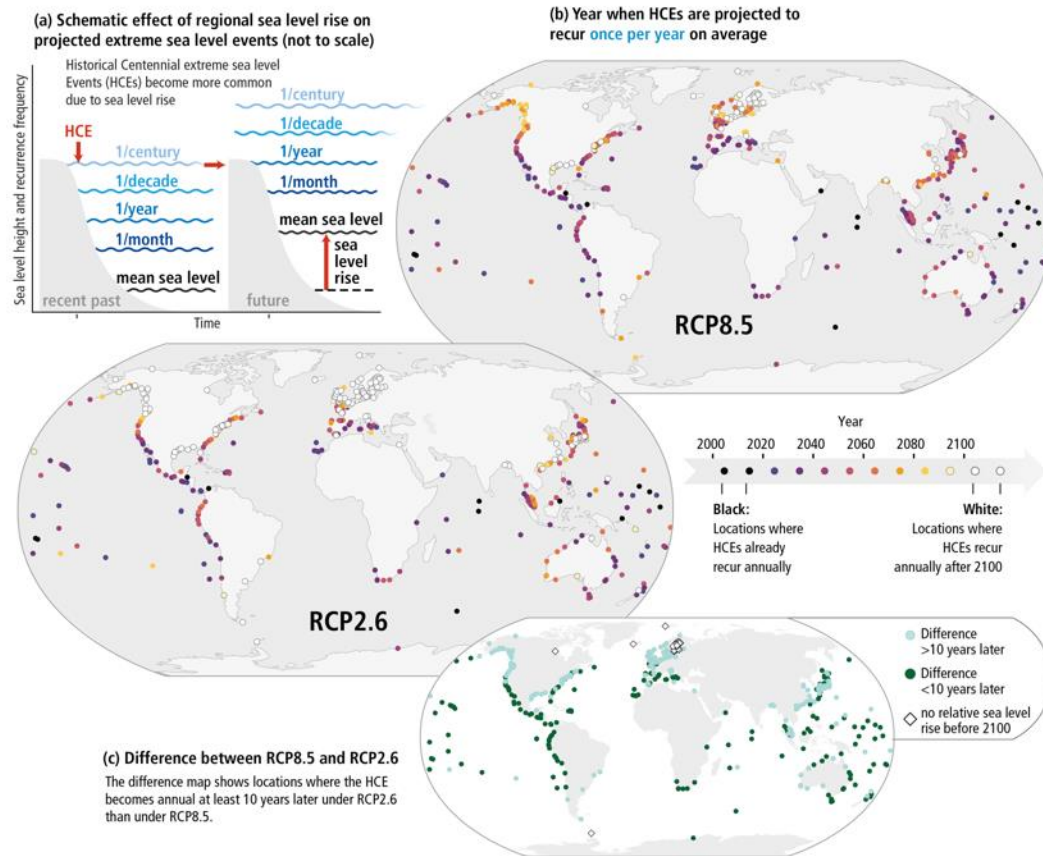 (a) Schematic effect of regional sea level rise on
projected extreme sea level events (not to scale)
Historical Centennial extreme sea level
Events (HCEs) become more common
due to sea level rise
Sea level height and recurrence frequency
HCE
1/century
1/decade
1/year
1/month
mean sea level
recent past
1/century
1/decade
1/year
1/month
mean sea level
sea
level
rise
future
Time
(b) Year when HCEs are projected to
recur once per year on average
RCP8.5
RCP2.6
Year
2000 2020 2040 2060 2080 2100
Black:
Locations where
HCEs already
recur annually
White:
Locations where
HCEs recur
annually after 2100
(c) Difference between RCP8.5 and RCP2.6
The difference map shows locations where the HCE
becomes annual at least 10 years later under RCP2.6
than under RCP8.5.
Difference
>10 years later
Difference
<10 years later
no relative sea level
rise before 2100